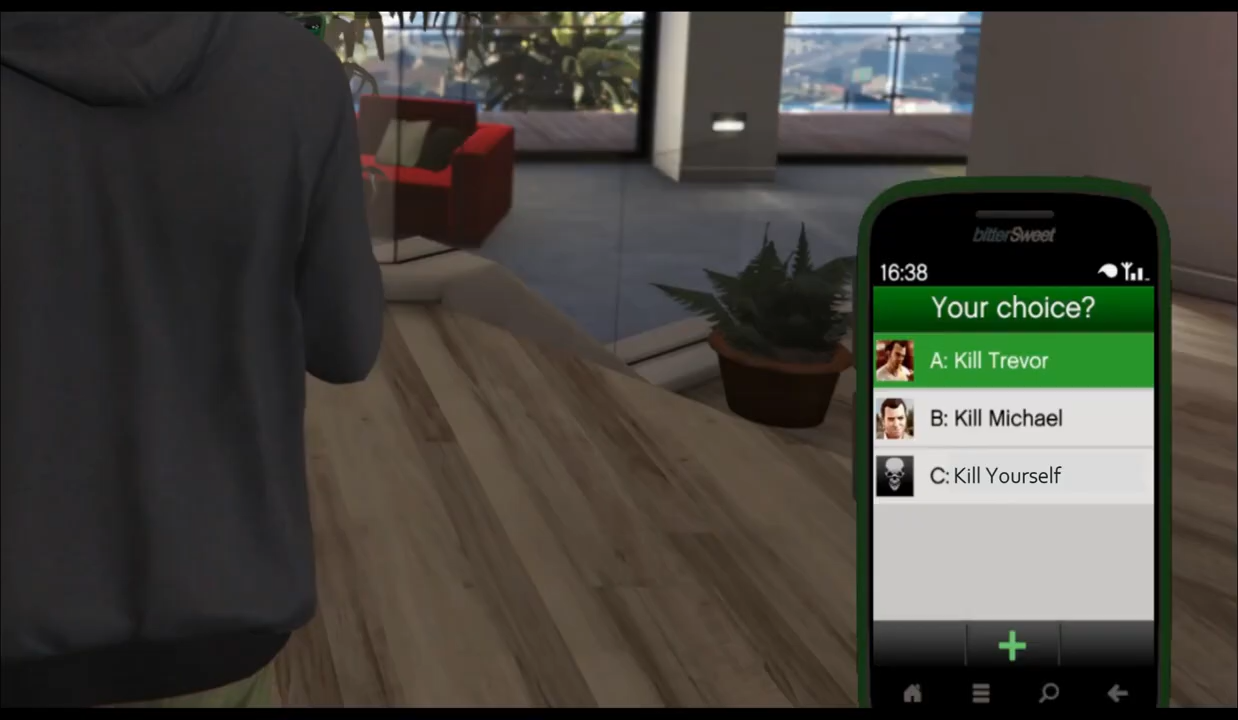 bitterSweet
16:38
Your choice?
A: Kill Trevor
B: Kill Michael
C: Kill Yourself